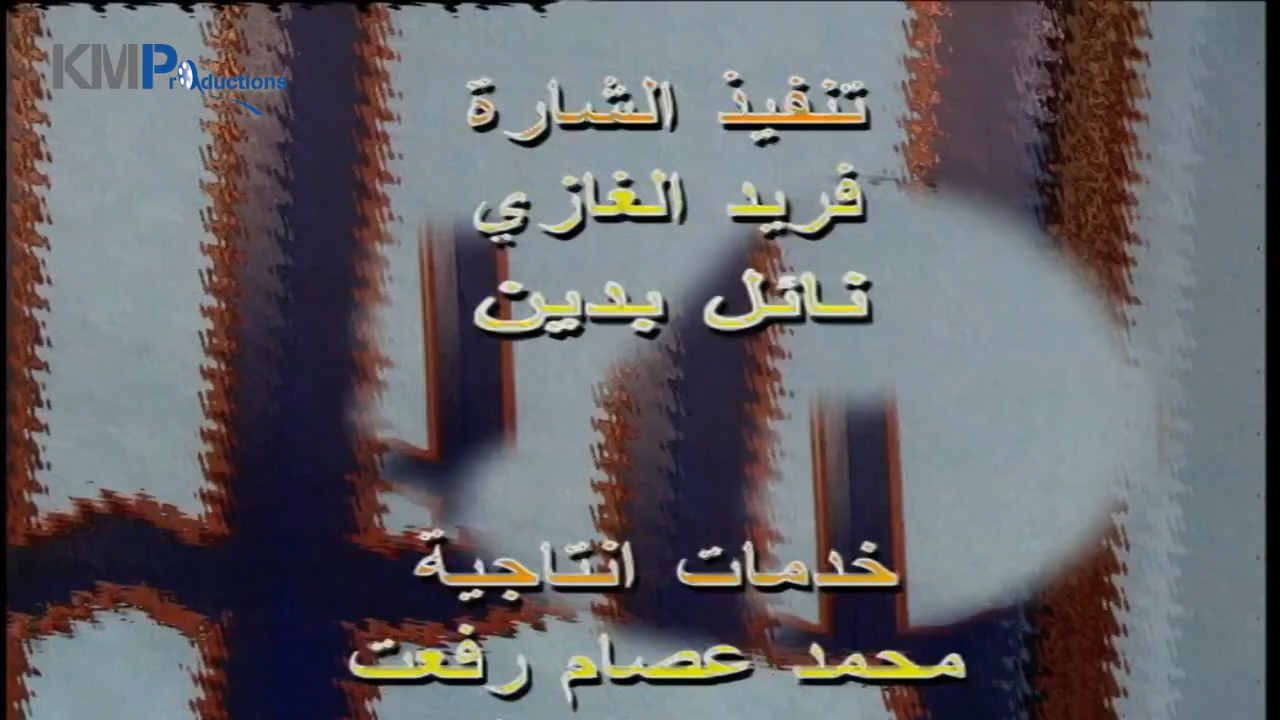 KMProductions
تنفيذ الشارة
فريد الغازي
نائل بدين
خدمات انتاجية
محمد عصام رفعت